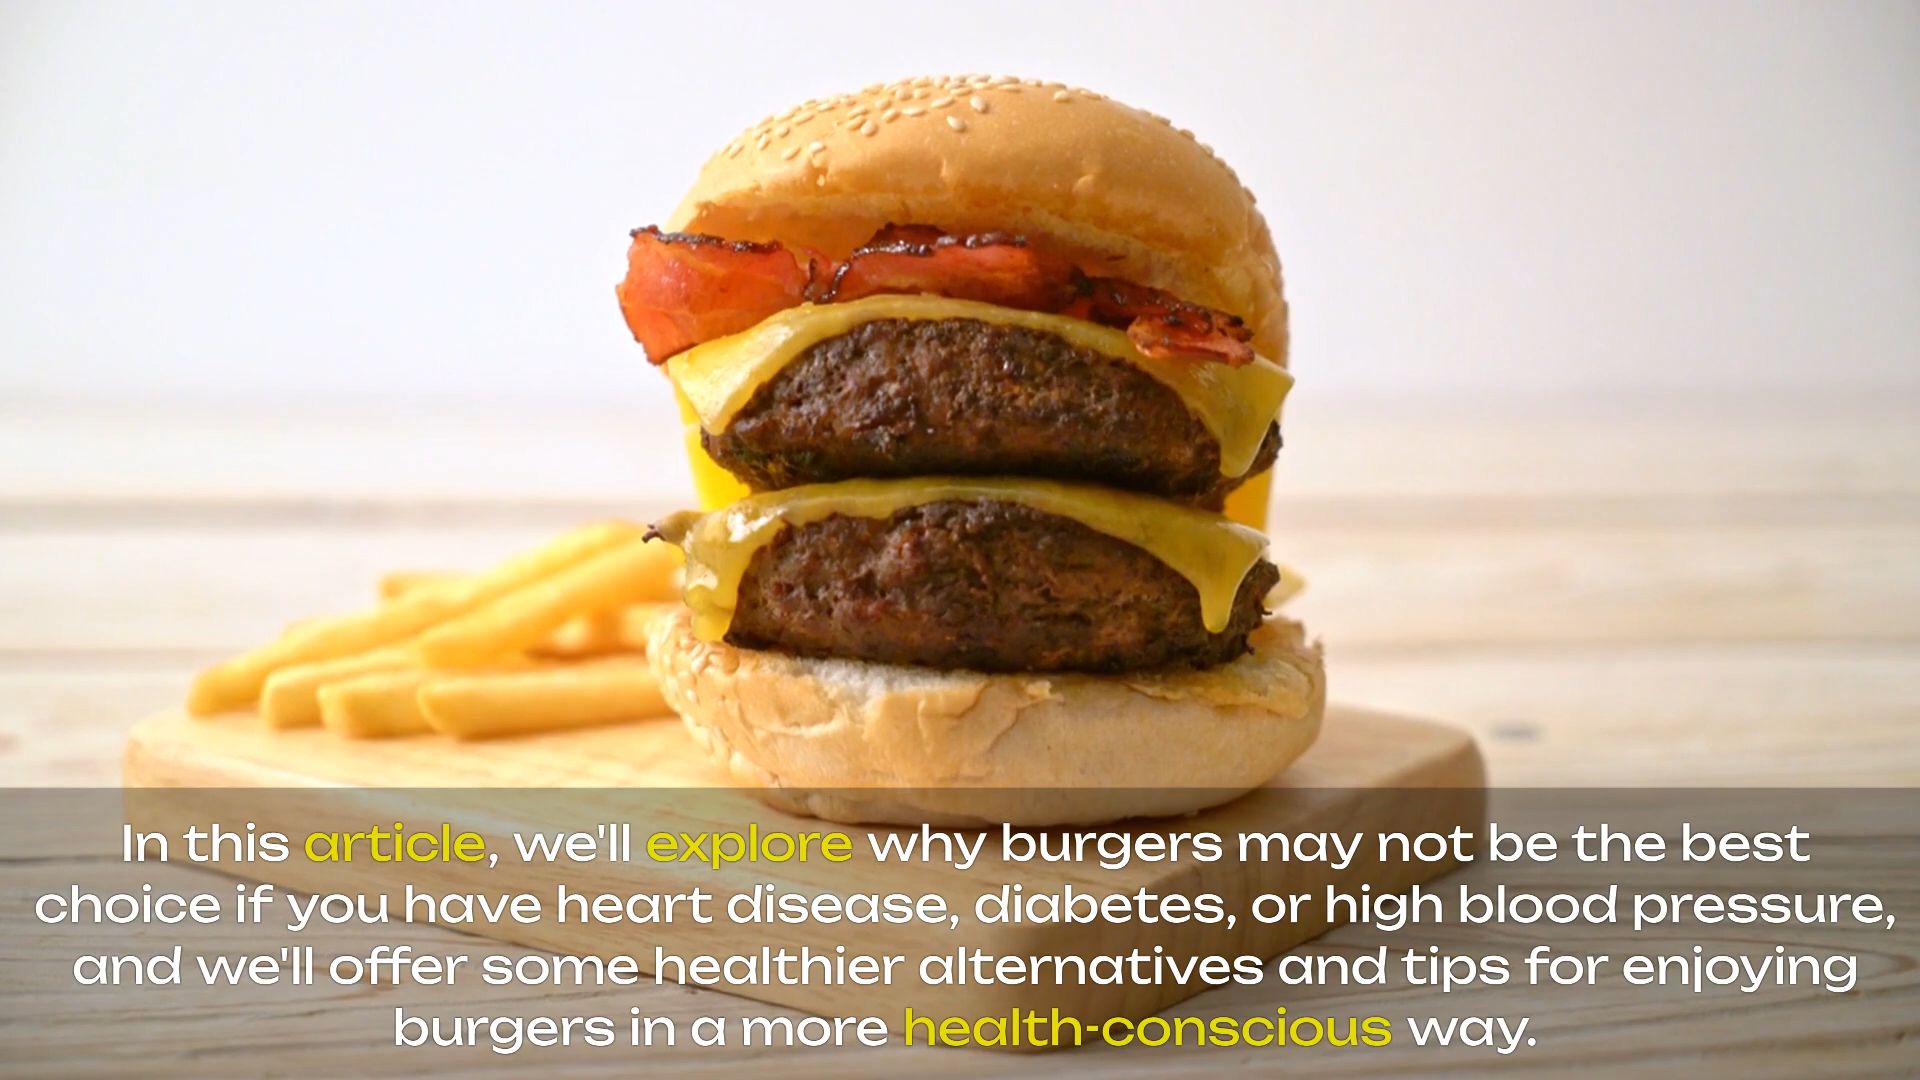 In this article, we'll explore why burgers may not be the best
choice if you have heart disease, diabetes, or high blood pressure,
and we'll offer some healthier alternatives and tips for enjoying
burgers in a more health-conscious way.